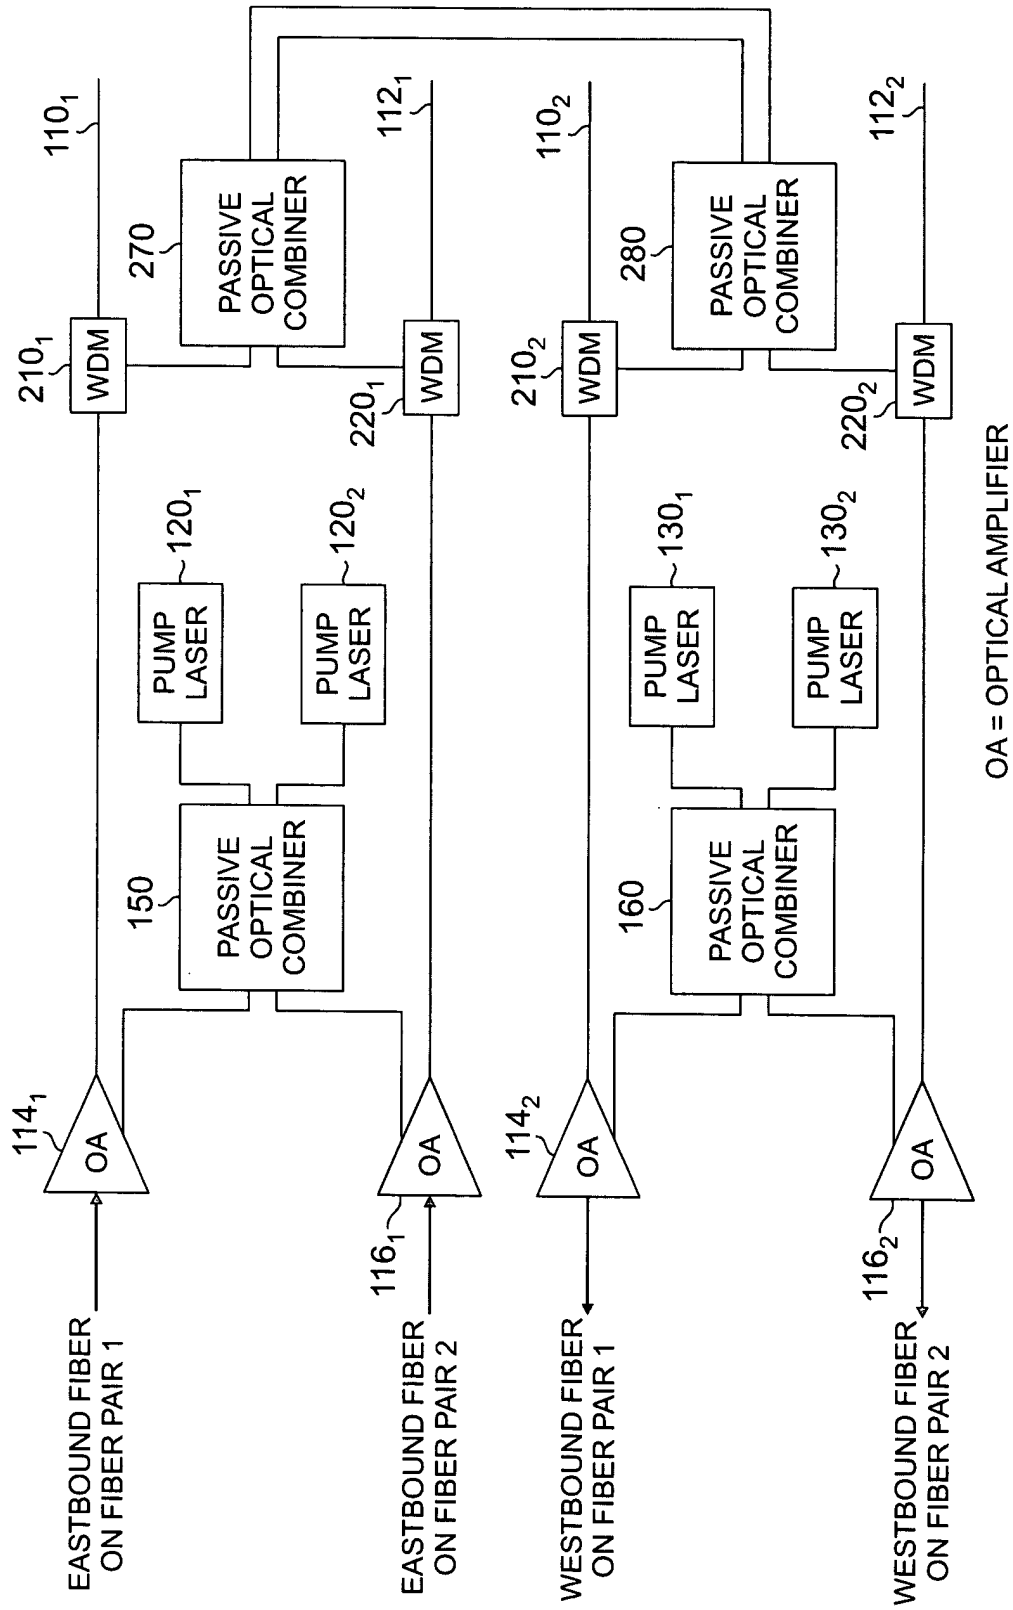 EASTBOUND FIBER
ON FIBER PAIR 1
114₁
OA
110₁
210₁
WDM
150
PASSIVE
OPTICAL
COMBINER
PUMP
LASER
120₁
PUMP
LASER
120₂
270
PASSIVE
OPTICAL
COMBINER
EASTBOUND FIBER
ON FIBER PAIR 2
116₁
OA
220₁
WDM
112₁
WESTBOUND FIBER
ON FIBER PAIR 1
114₂
OA
210₂
WDM
110₂
160
PASSIVE
OPTICAL
COMBINER
PUMP
LASER
130₁
PUMP
LASER
130₂
280
PASSIVE
OPTICAL
COMBINER
WESTBOUND FIBER
ON FIBER PAIR 2
116₂
OA
220₂
WDM
112₂
OA = OPTICAL AMPLIFIER